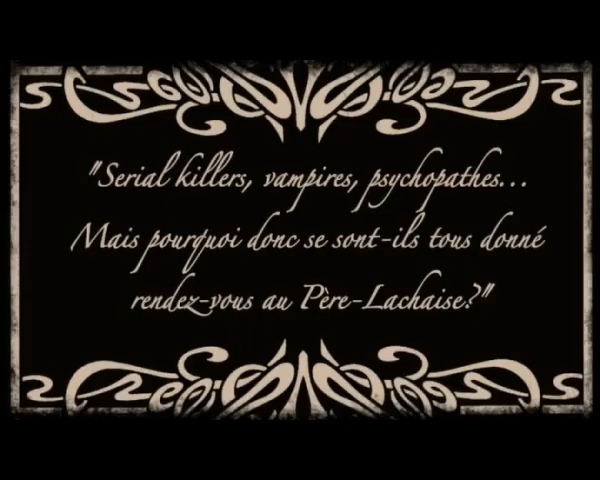 "Serial killers, vampires, psychopathes...
Mais pourquoi donc se sont-ils tous donné
rendez-vous au Père-Lachaise?"